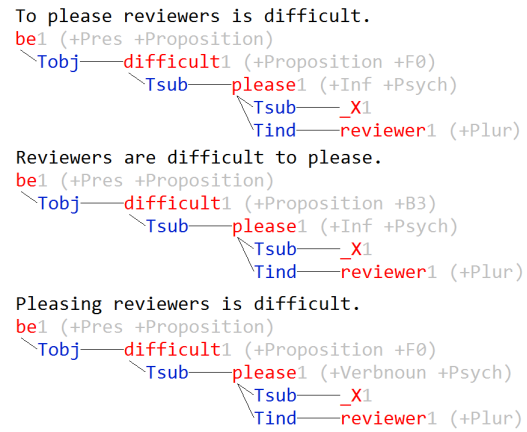 To please reviewers is difficult.
be1 (+Pres +Proposition)
Tobj difficult1 (+Proposition +F0)
Tsub please1 (+Inf +Psych)
Tsub _X1
Tind reviewer1 (+Plur)
Reviewers are difficult to please.
be1 (+Pres +Proposition)
Tobj difficult1 (+Proposition +B3)
Tsub please1 (+Inf +Psych)
Tsub _X1
Tind reviewer1 (+Plur)
Pleasing reviewers is difficult.
be1 (+Pres +Proposition)
Tobj difficult1 (+Proposition +F0)
Tsub please1 (+Verbnoun +Psych)
Tsub _X1
Tind reviewer1 (+Plur)